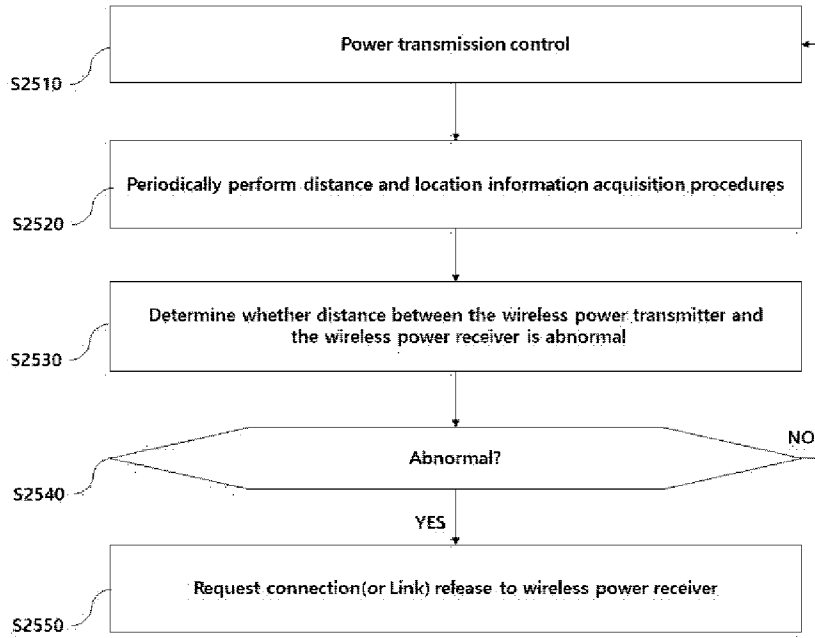 Power transmission control
S2510
Periodically perform distance and location information acquisition procedures
S2520
Determine whether distance between the wireless power transmitter and
the wireless power receiver is abnormal
S2530
Abnormal?
NO
S2540
YES
Request connection(or Link) release to wireless power receiver
S2550